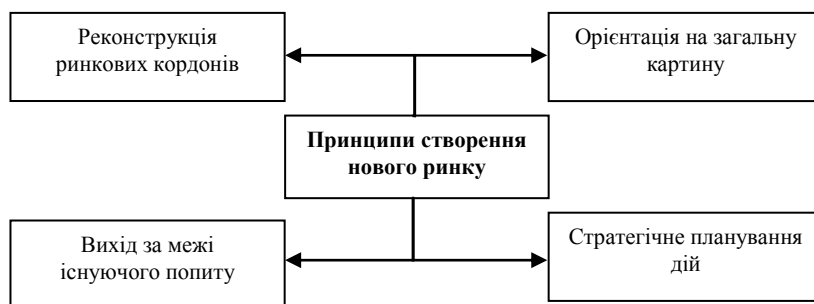 Реконструкція
ринкових кордонів
Орієнтація на загальну
картину
Принципи створення
нового ринку
Вихід за межі
існуючого попиту
Стратегічне планування
дій